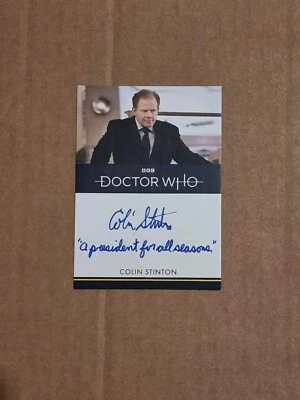 BBC
DOCTOR WHO
Colin Stinton
"a president for all seasons."
COLIN STINTON